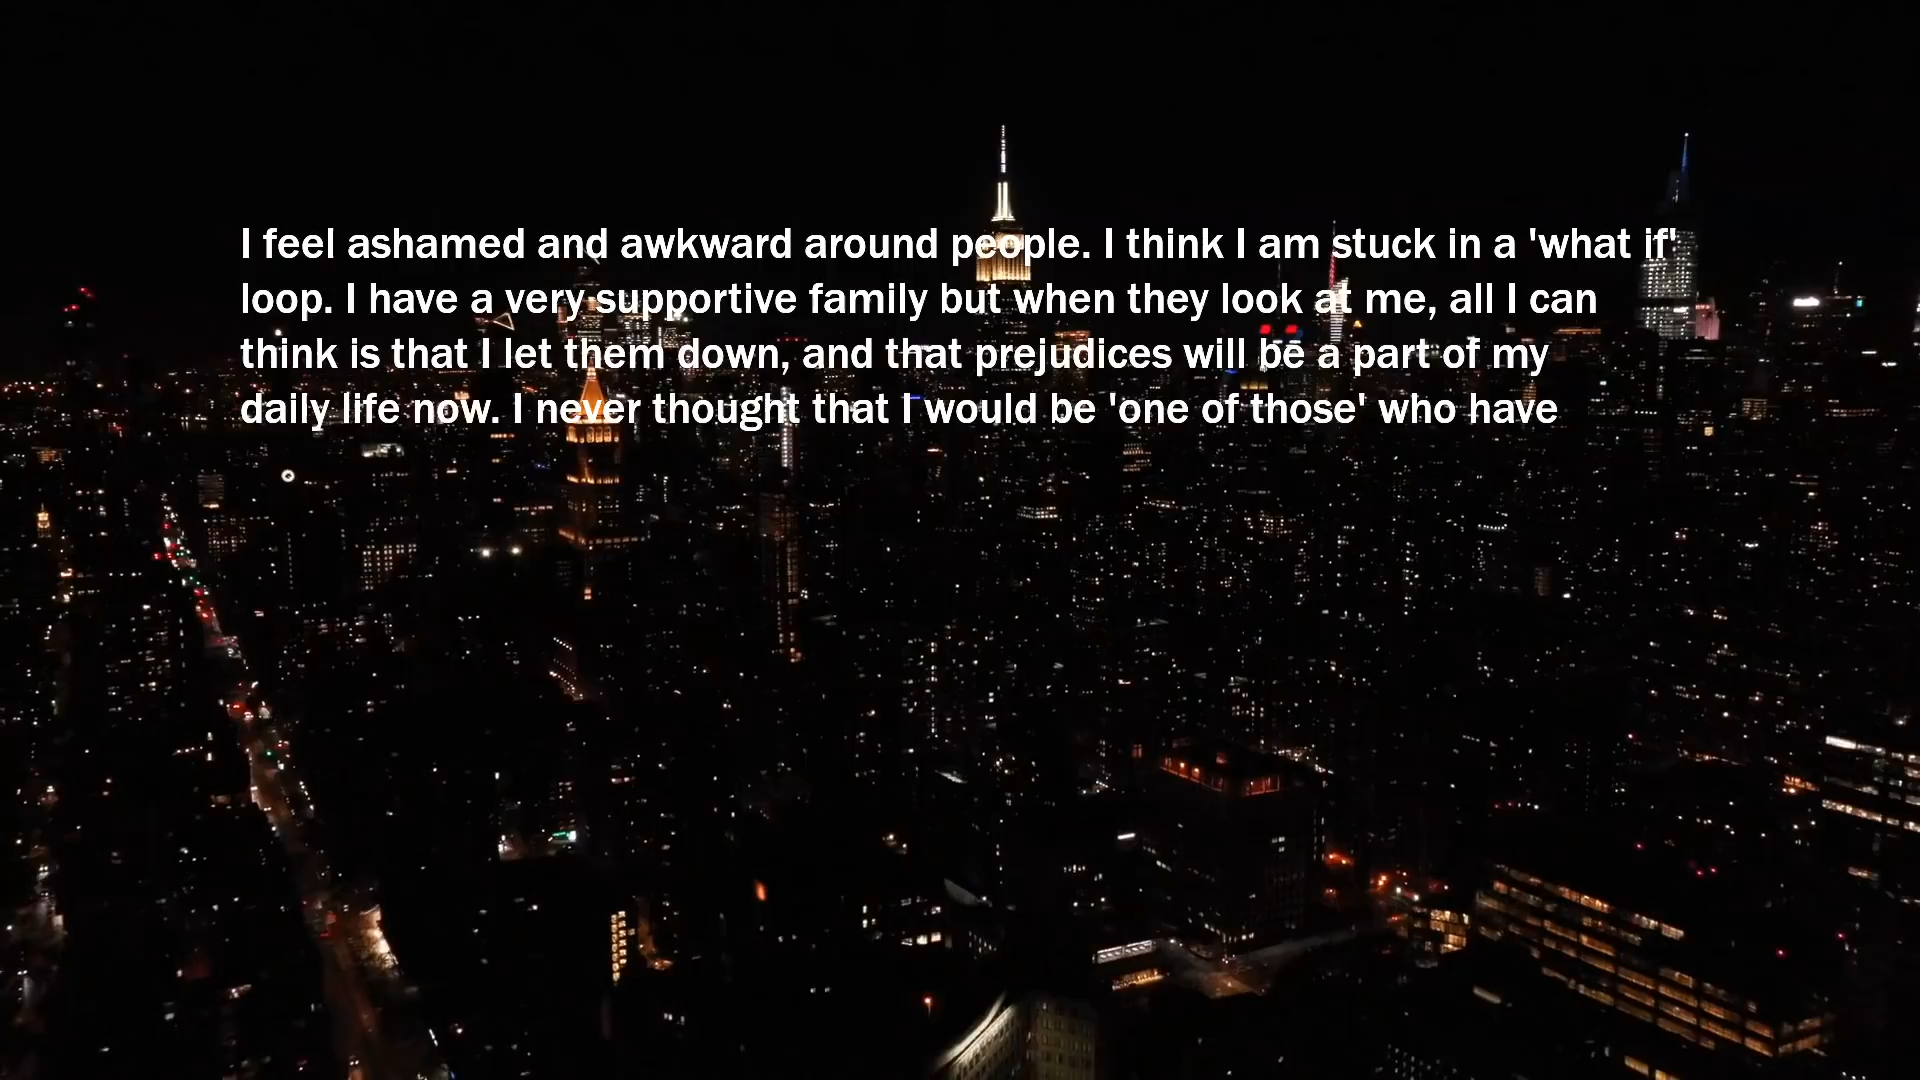 I feel ashamed and awkward around people. I think I am stuck in a 'what if'
loop. I have a very supportive family but when they look at me, all I can
think is that I let them down, and that prejudices will be a part of my
daily life now. I never thought that I would be 'one of those' who have